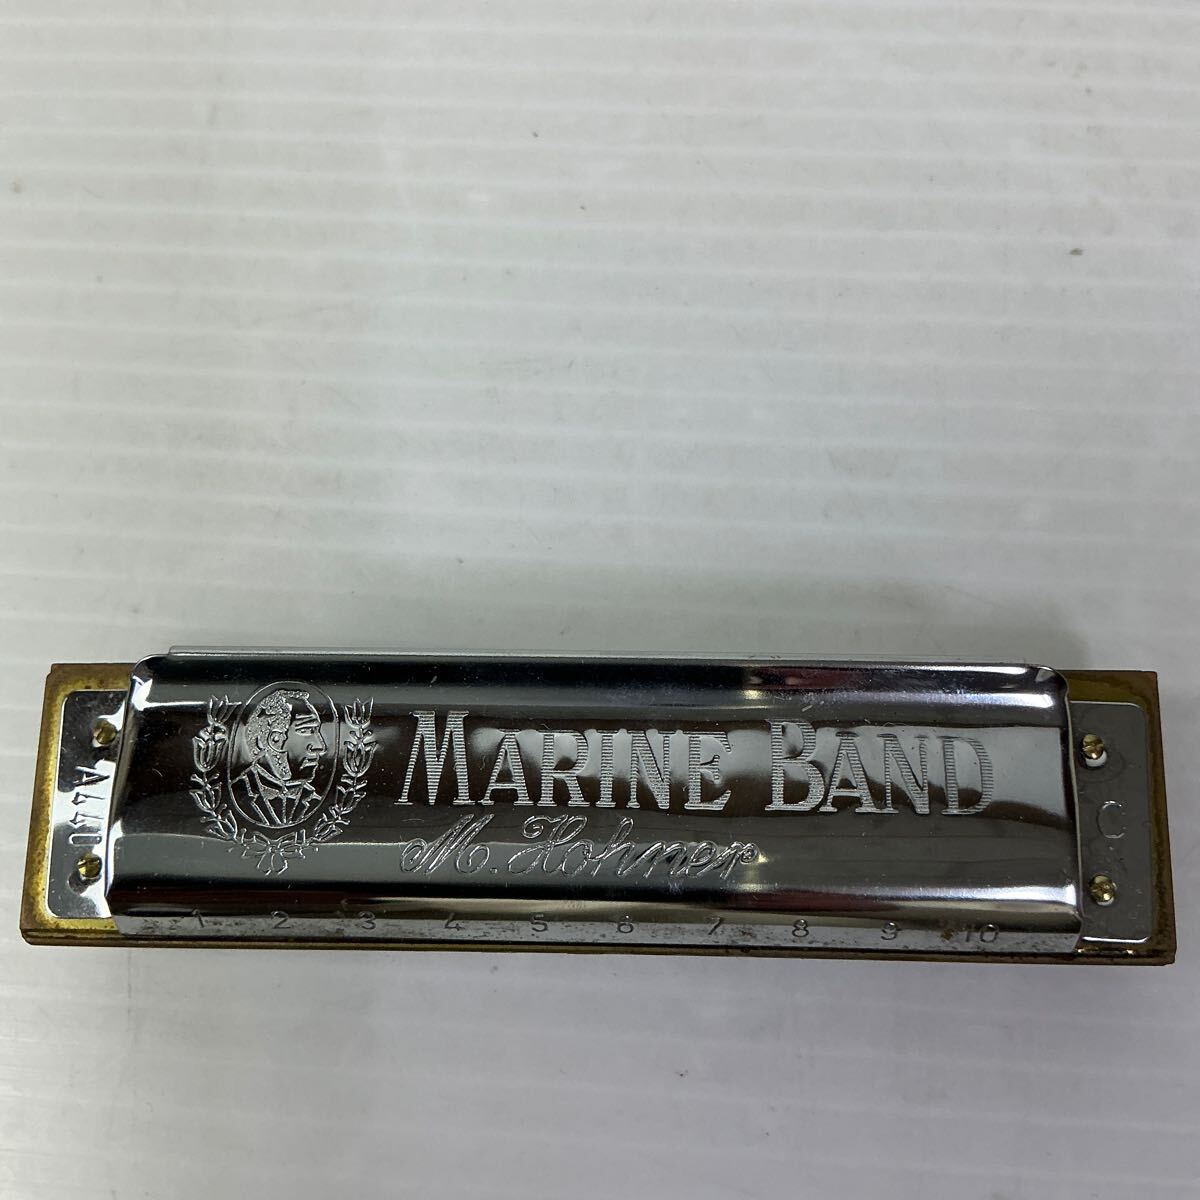 MARINE BAND
M. Hohner
A440
C
1 2 3 4 5 6 7 8 9 10